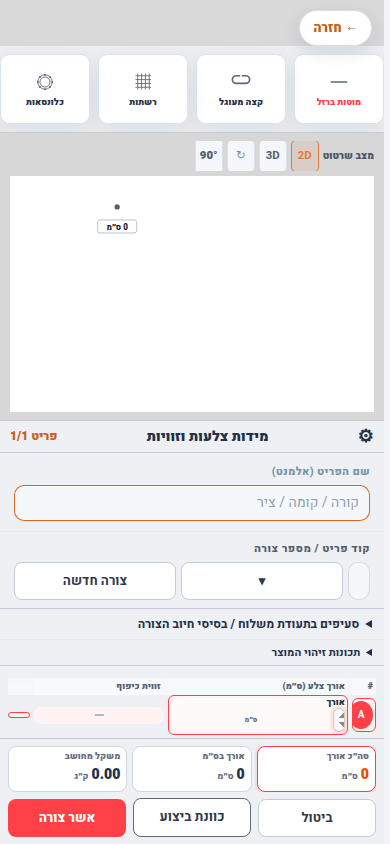 ← חזרה
מוטות ברזל
קצה מעוגל
רשתות
כלונסאות
מצב שרטוט 2D 3D ↻ 90°
0 ס״מ
⚙ מידות צלעות וזוויות פריט 1/1
שם הפריט (אלמנט)
קורה / קומה / ציר
קוד פריט / מספר צורה
▼ צורה חדשה
◀ סעיפים בתעודת משלוח / בסיסי חיוב הצורה
◀ תכונות זיהוי המוצר
# אורך צלע (ס״מ) זווית כיפוף
אורך
A ס״מ —
סה״כ אורך
0 ס״מ
אורך בס״מ
0 ס״מ
משקל מחושב
0.00 ק״ג
ביטול
כוונת ביצוע
אשר צורה